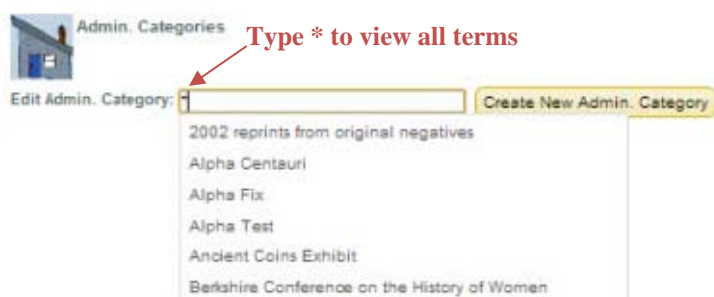 Admin. Categories
Type * to view all terms
Edit Admin. Category: *
Create New Admin. Category
2002 reprints from original negatives
Alpha Centauri
Alpha Fix
Alpha Test
Ancient Coins Exhibit
Berkshire Conference on the History of Women